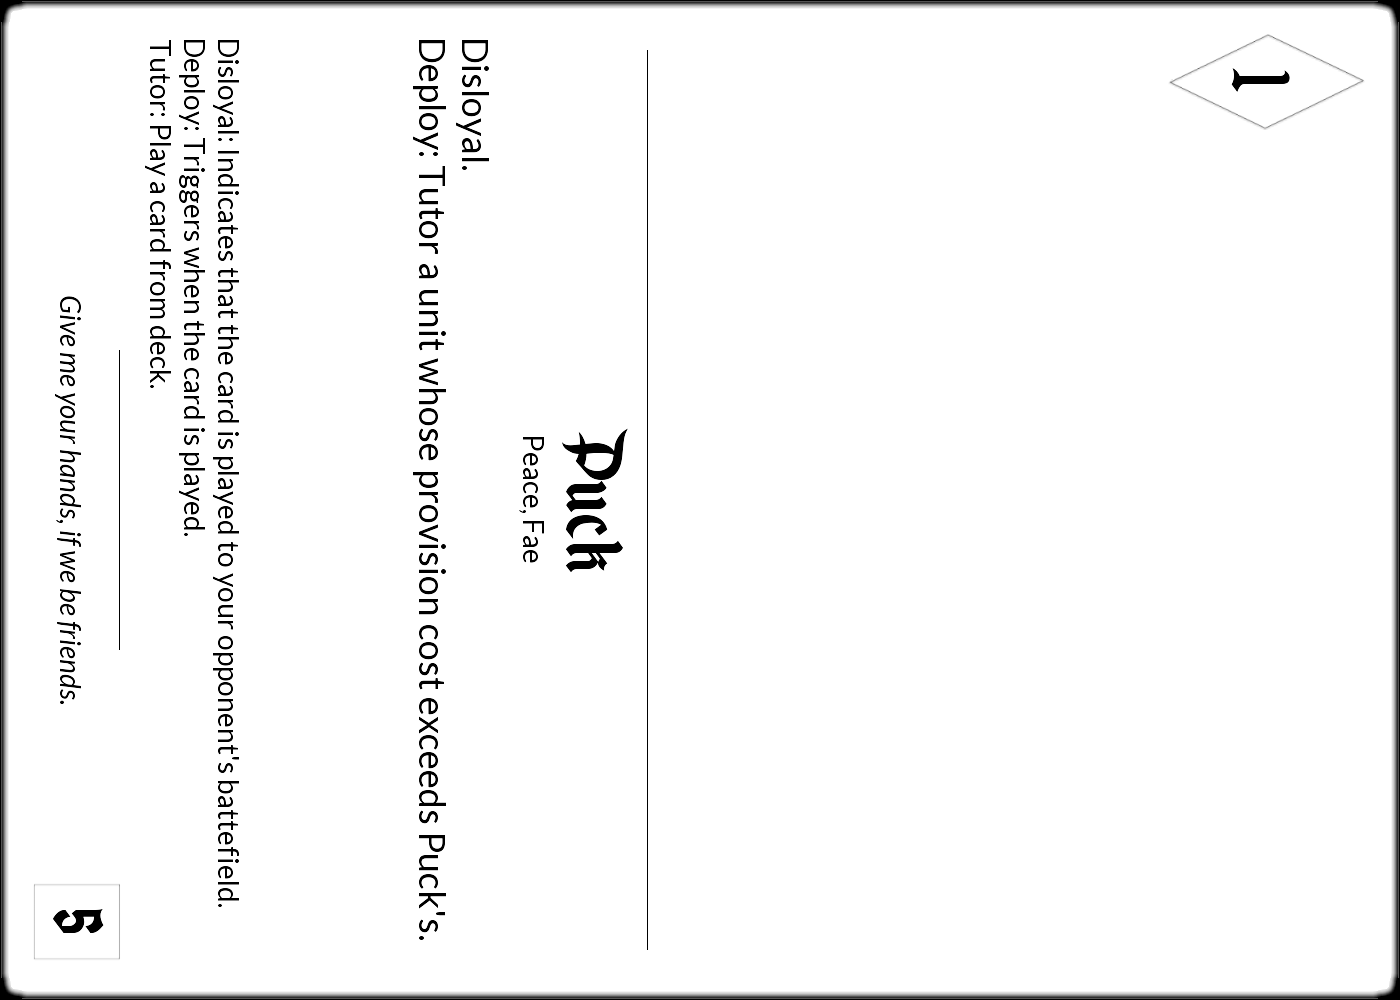 1
Puck
Peace, Fae
Disloyal.
Deploy: Tutor a unit whose provision cost exceeds Puck's.
Disloyal: Indicates that the card is played to your opponent's battefield.
Deploy: Triggers when the card is played.
Tutor: Play a card from deck.
Give me your hands, if we be friends.
5